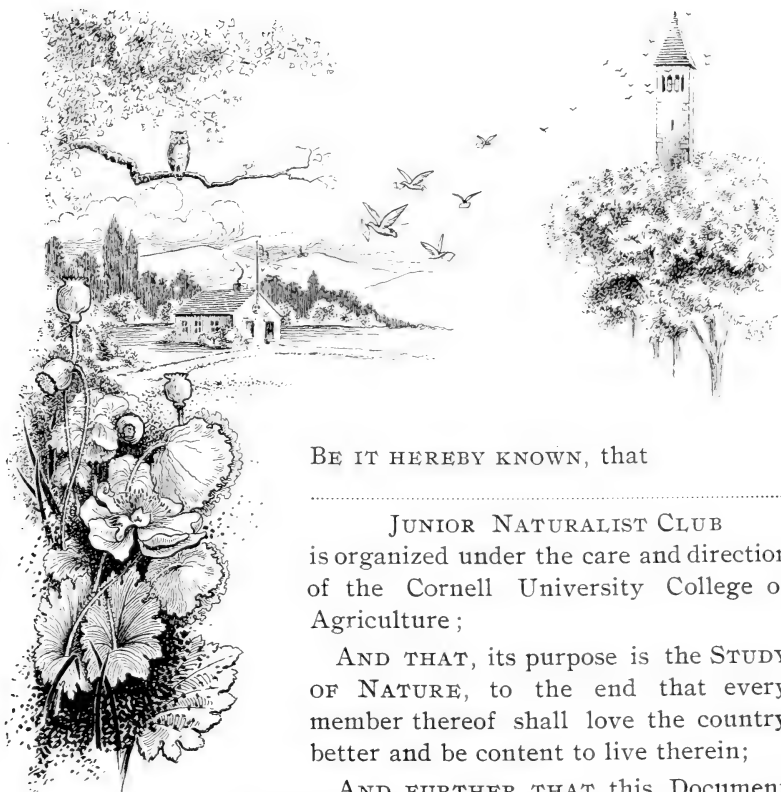 BE IT HEREBY KNOWN, that
JUNIOR NATURALIST CLUB
is organized under the care and direction
of the Cornell University College o
Agriculture ;
AND THAT, its purpose is the STUDY
OF NATURE, to the end that every
member thereof shall love the country
better and be content to live therein;
AND FURTHER THAT this Document